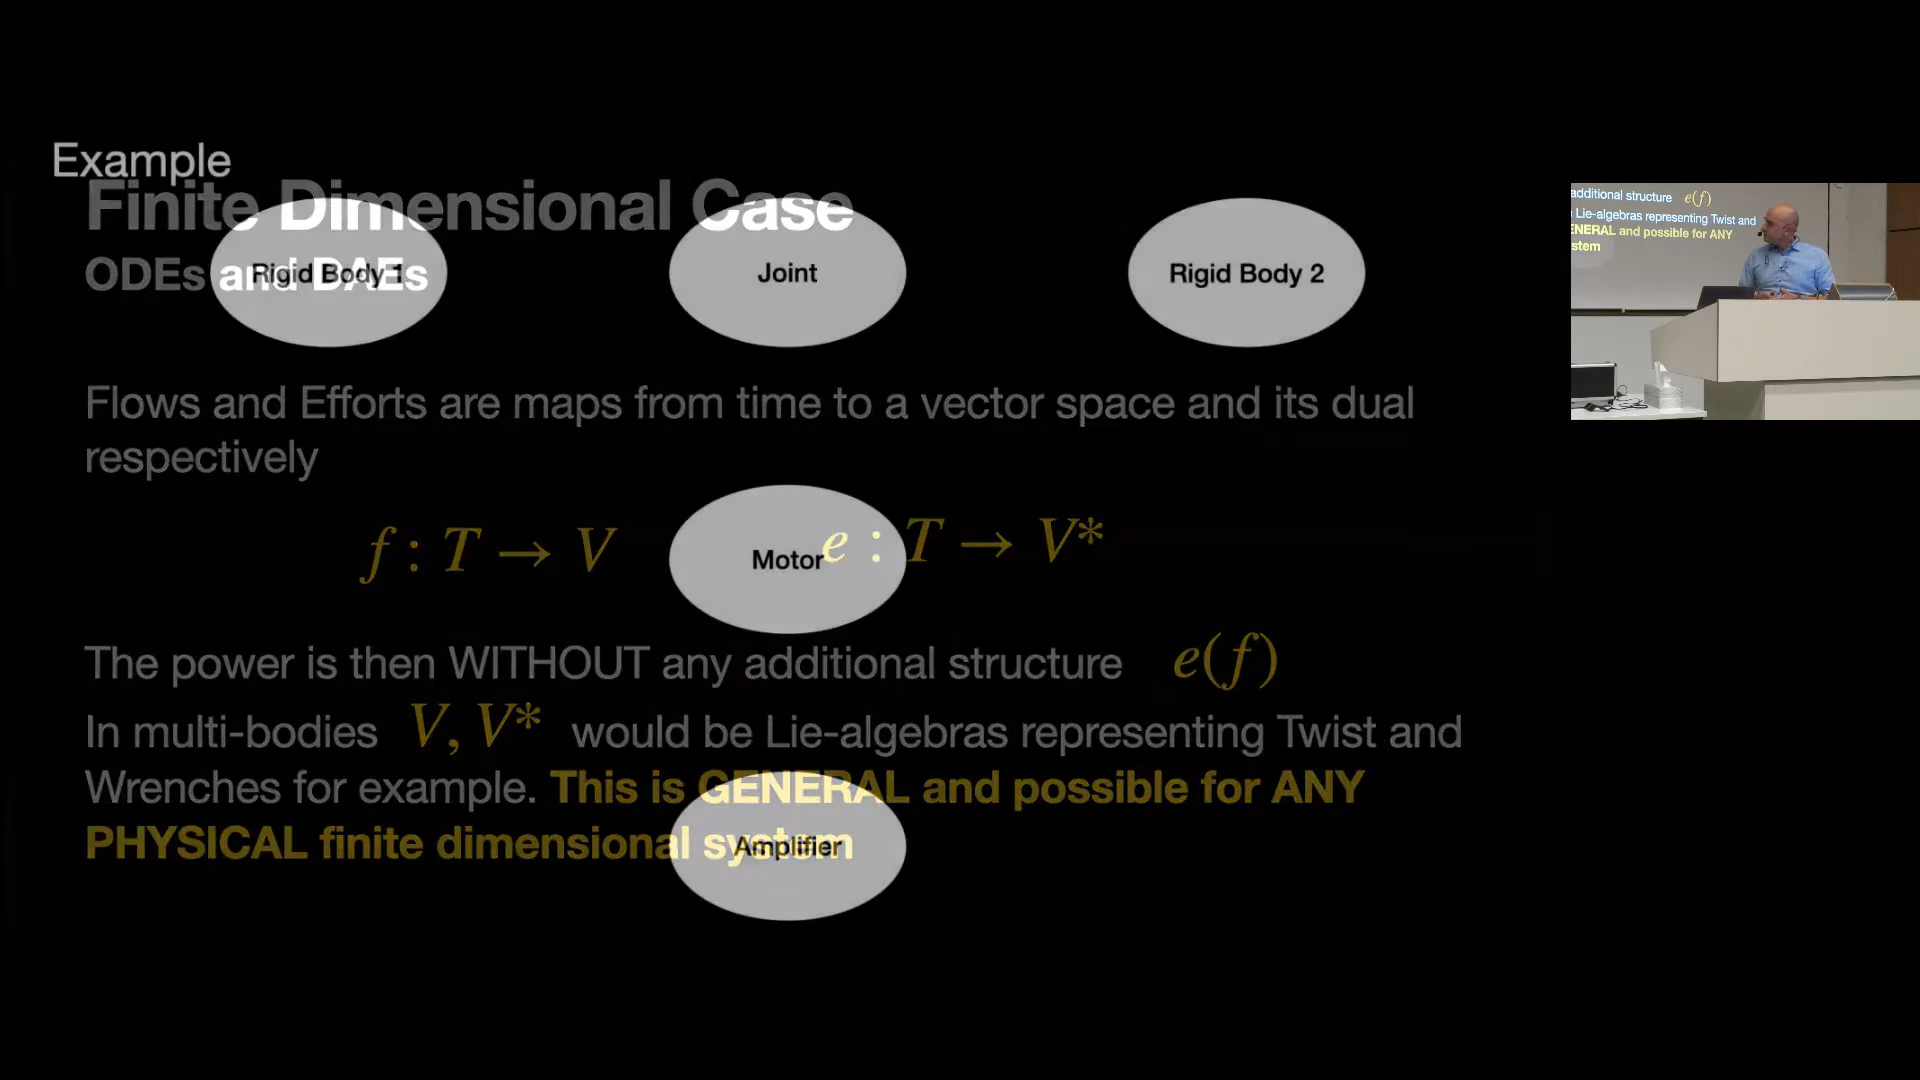 Example
Finite Dimensional Case
ODEs and DAEs
Rigid Body 1
Joint
Rigid Body 2
Flows and Efforts are maps from time to a vector space and its dual
respectively
f : T → V
Motor
e : T → V*
The power is then WITHOUT any additional structure e(f)
In multi-bodies V, V* would be Lie-algebras representing Twist and
Wrenches for example. This is GENERAL and possible for ANY
PHYSICAL finite dimensional system
Amplifier
additional structure e(f)
Lie-algebras representing Twist and
ENERAL and possible for ANY
stem